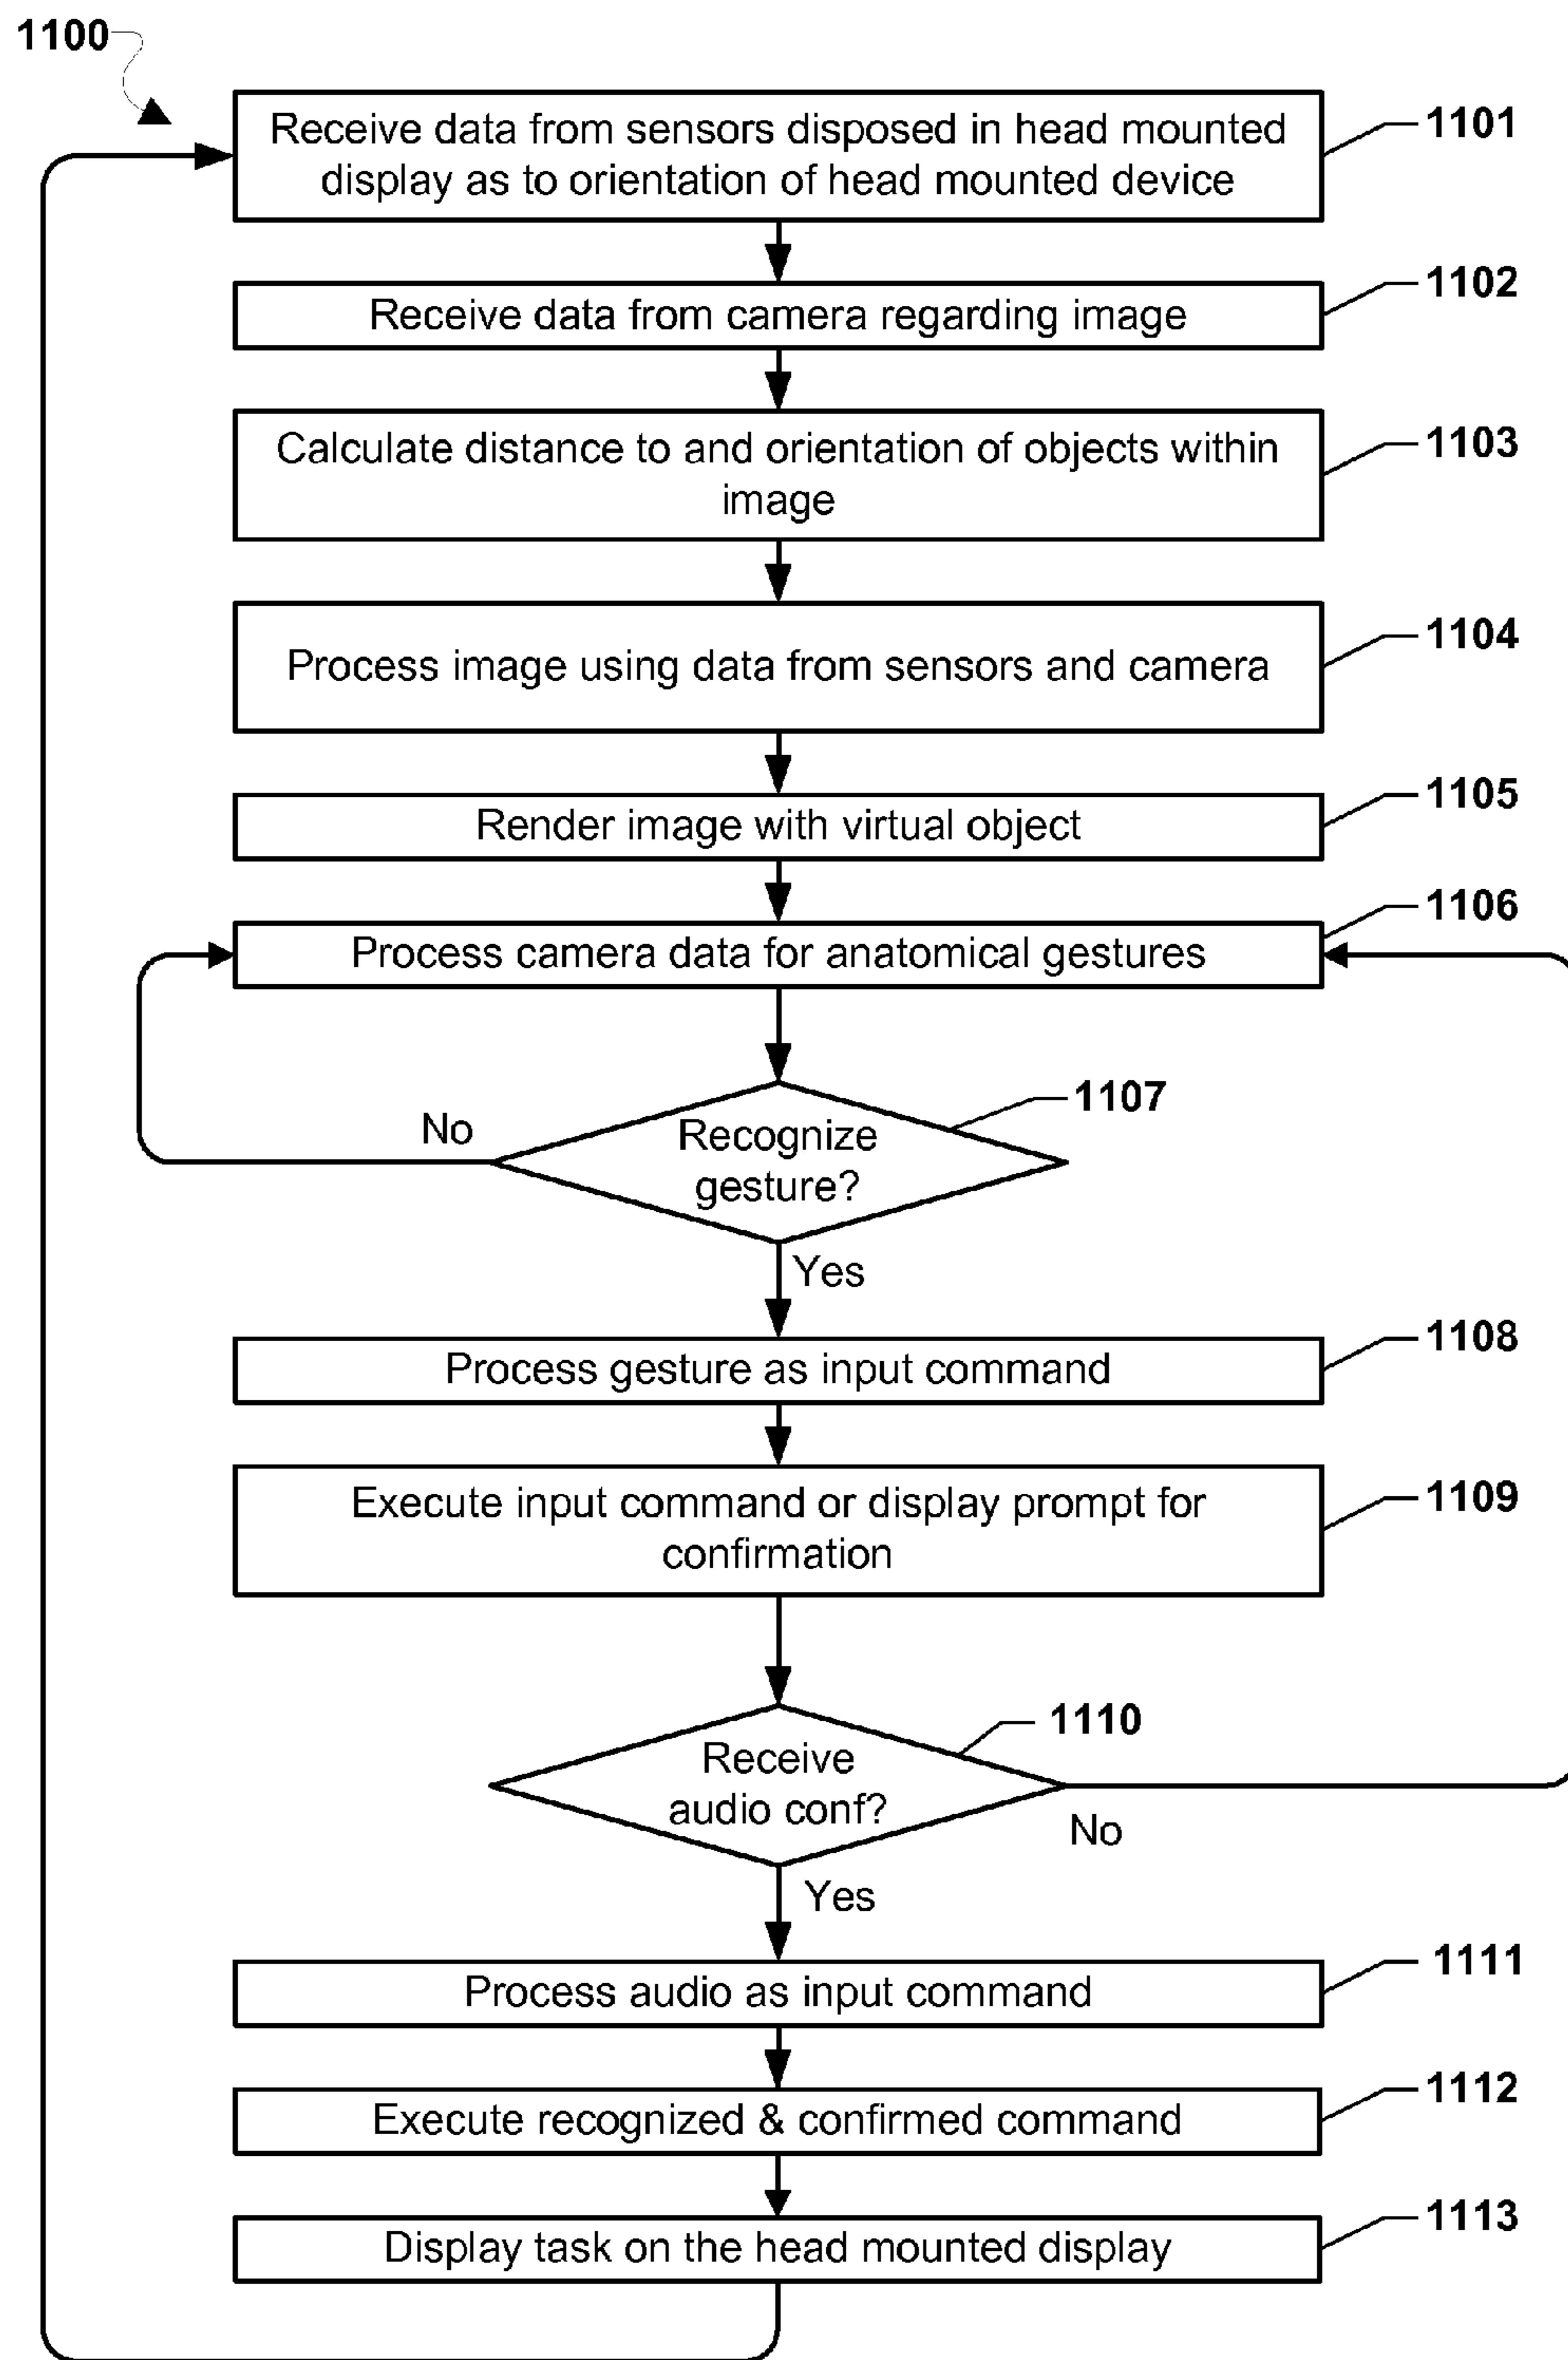 1100
Receive data from sensors disposed in head mounted
display as to orientation of head mounted device
1101
Receive data from camera regarding image
1102
Calculate distance to and orientation of objects within
image
1103
Process image using data from sensors and camera
1104
Render image with virtual object
1105
Process camera data for anatomical gestures
1106
Recognize
gesture?
1107
No
Yes
Process gesture as input command
1108
Execute input command or display prompt for
confirmation
1109
Receive
audio conf?
1110
No
Yes
Process audio as input command
1111
Execute recognized & confirmed command
1112
Display task on the head mounted display
1113